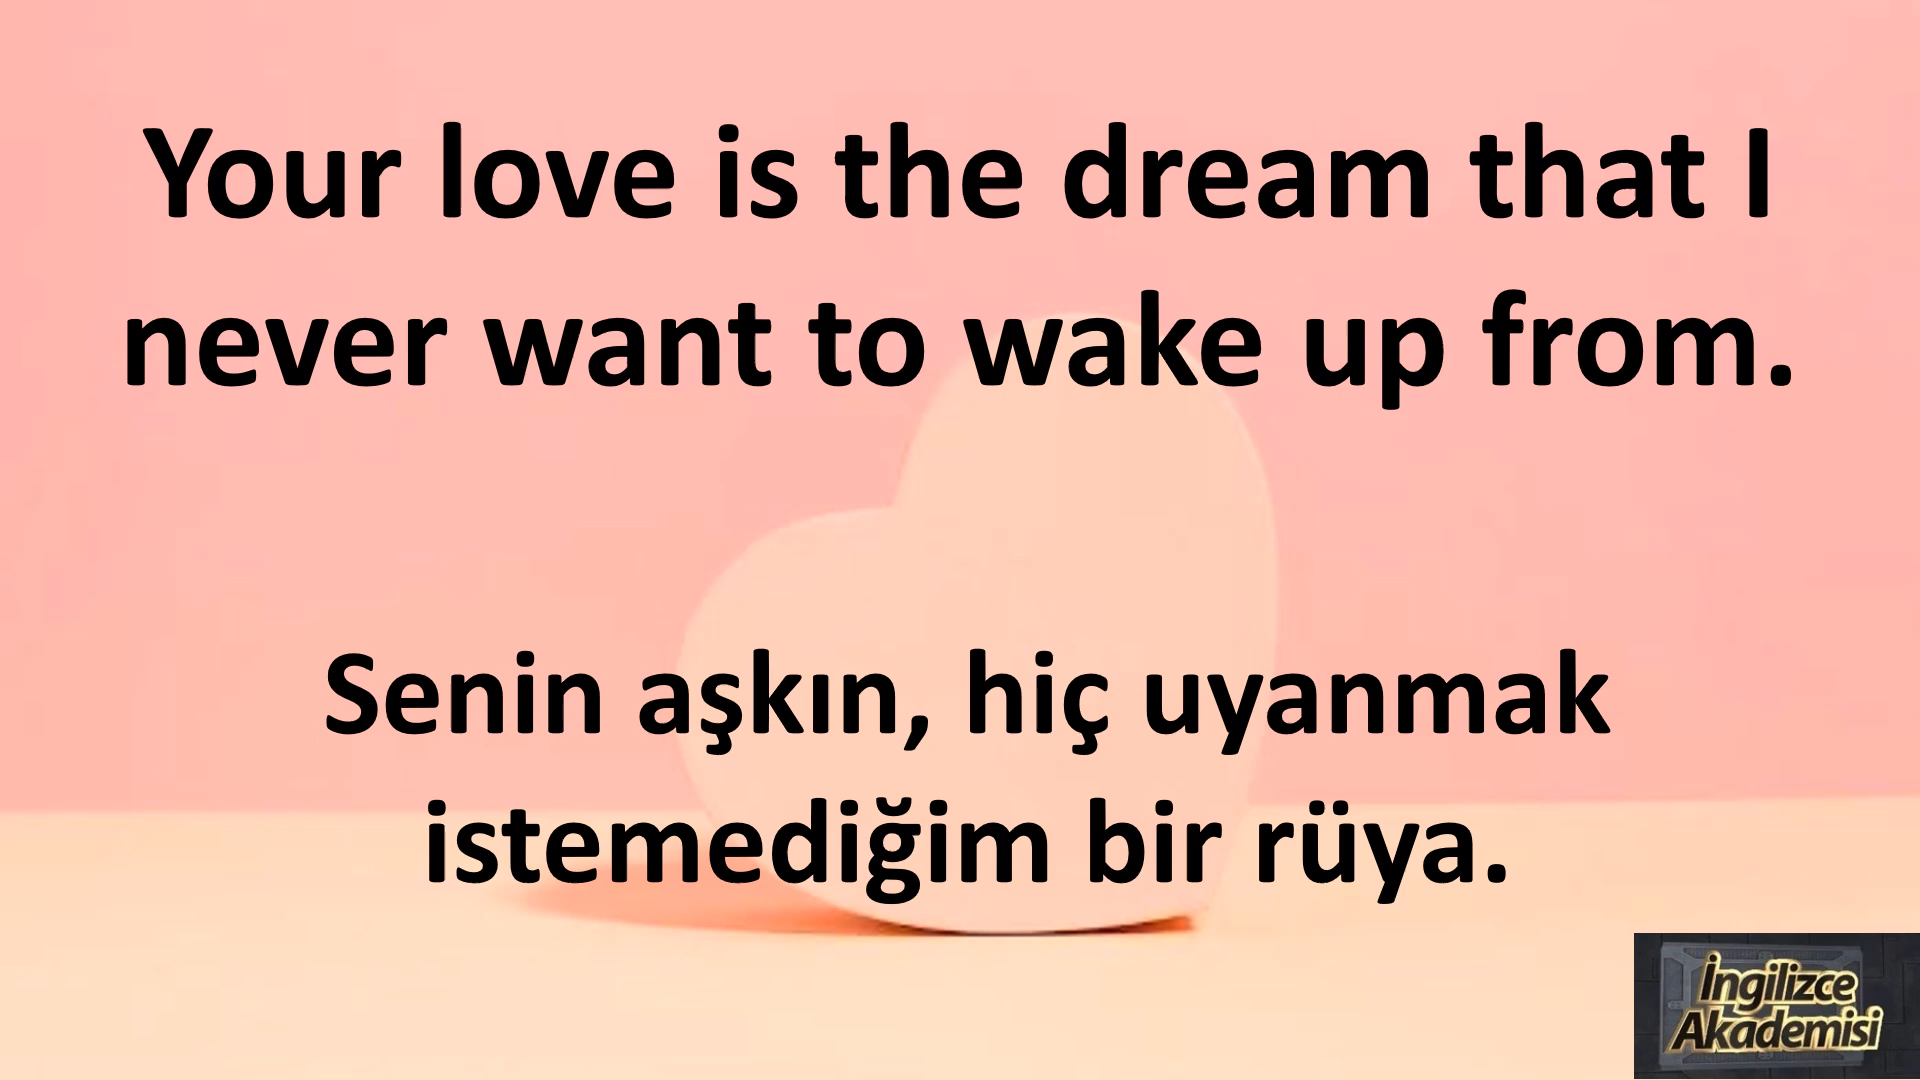 Your love is the dream that I
never want to wake up from.
Senin aşkın, hiç uyanmak
istemediğim bir rüya.
İngilizce
Akademisi